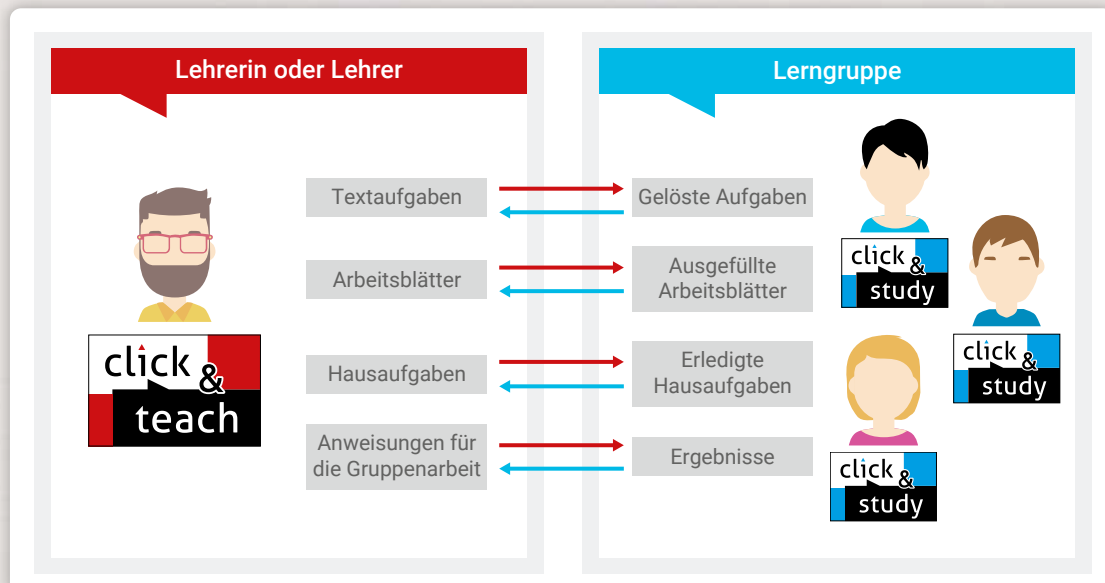 Lehrerin oder Lehrer
Textaufgaben
Arbeitsblätter
Hausaufgaben
Anweisungen für
die Gruppenarbeit
click &
teach
Lerngruppe
Gelöste Aufgaben
Ausgefüllte
Arbeitsblätter
Erledigte
Hausaufgaben
Ergebnisse
click &
study
click &
study
click &
study